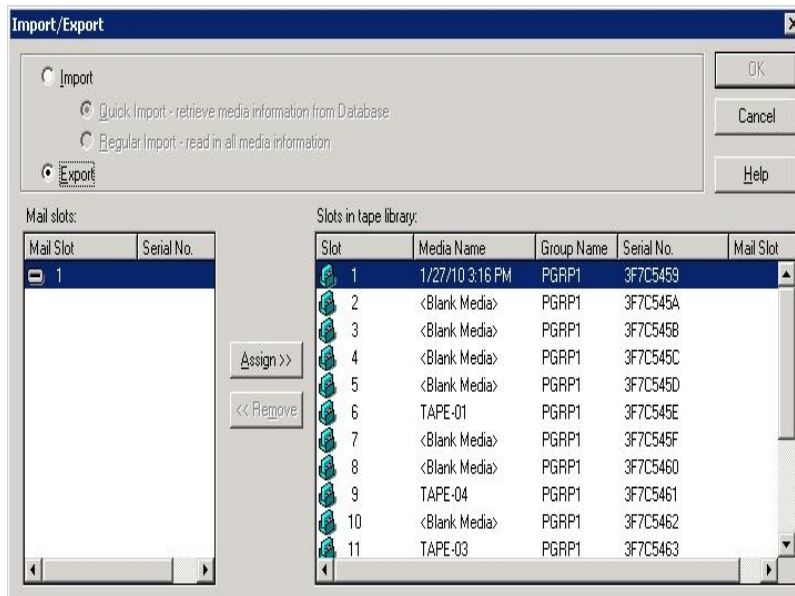 Import/Export
Import
Quick Import - retrieve media information from Database
Regular Import - read in all media information
Export
OK
Cancel
Help
Mail slots:
Mail Slot Serial No.
1
Assign >>
<< Remove
Slots in tape library:
Slot Media Name Group Name Serial No. Mail Slot
1 1/27/10 3:16 PM PGRP1 3F7C5459
2 <Blank Media> PGRP1 3F7C545A
3 <Blank Media> PGRP1 3F7C545B
4 <Blank Media> PGRP1 3F7C545C
5 <Blank Media> PGRP1 3F7C545D
6 TAPE-01 PGRP1 3F7C545E
7 <Blank Media> PGRP1 3F7C545F
8 <Blank Media> PGRP1 3F7C5460
9 TAPE-04 PGRP1 3F7C5461
10 <Blank Media> PGRP1 3F7C5462
11 TAPE-03 PGRP1 3F7C5463